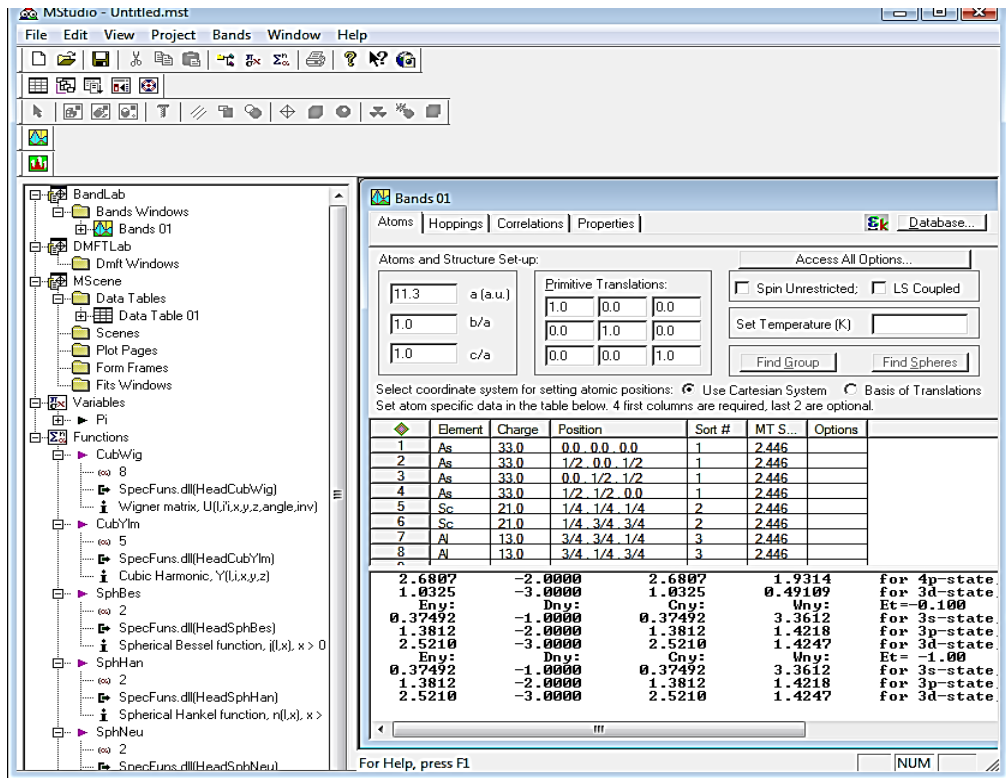 MStudio - Untitled.mst
File Edit View Project Bands Window Help
BandLab
Bands Windows
Bands 01
DMFTLab
Dmft Windows
MScene
Data Tables
Data Table 01
Scenes
Plot Pages
Form Frames
Fits Windows
Variables
Pi
Functions
CubWig
8
SpecFuns.dll(HeadCubWig)
Wigner matrix, U(l,i'i,x,y,z,angle,inv)
CubYlm
5
SpecFuns.dll(HeadCubYlm)
Cubic Harmonic, Y(l,i,x,y,z)
SphBes
2
SpecFuns.dll(HeadSphBes)
Spherical Bessel function, j(l,x), x > 0
SphHan
2
SpecFuns.dll(HeadSphHan)
Spherical Hankel function, n(l,x), x >
SphNeu
2
SpecFuns.dll(HeadSphNeu)
Bands 01
Atoms Hoppings Correlations Properties Ek Database...
Atoms and Structure Set-up: Access All Options...
11.3 a (a.u.) Primitive Translations: Spin Unrestricted; LS Coupled
1.0 0.0 0.0
1.0 b/a 0.0 1.0 0.0 Set Temperature (K)
1.0 c/a 0.0 0.0 1.0 Find Group Find Spheres
Select coordinate system for setting atomic positions: Use Cartesian System Basis of Translations
Set atom specific data in the table below. 4 first columns are required, last 2 are optional.
Element Charge Position Sort # MT S... Options
1 As 33.0 0.0 , 0.0 , 0.0 1 2.446
2 As 33.0 1/2 , 0.0 , 1/2 1 2.446
3 As 33.0 0.0 , 1/2 , 1/2 1 2.446
4 As 33.0 1/2 , 1/2 , 0.0 1 2.446
5 Sc 21.0 1/4 , 1/4 , 1/4 2 2.446
6 Sc 21.0 1/4 , 3/4 , 3/4 2 2.446
7 Al 13.0 3/4 , 3/4 , 1/4 3 2.446
8 Al 13.0 3/4 , 1/4 , 3/4 3 2.446
2.6807 -2.0000 2.6807 1.9314 for 4p-state
1.0325 -3.0000 1.0325 0.49109 for 3d-state
Eny: Dny: Cny: Wny: Et=-0.100
0.37492 -1.0000 0.37492 3.3612 for 3s-state
1.3812 -2.0000 1.3812 1.4218 for 3p-state
2.5210 -3.0000 2.5210 1.4247 for 3d-state
Eny: Dny: Cny: Wny: Et= -1.00
0.37492 -1.0000 0.37492 3.3612 for 3s-state
1.3812 -2.0000 1.3812 1.4218 for 3p-state
2.5210 -3.0000 2.5210 1.4247 for 3d-state
For Help, press F1 NUM